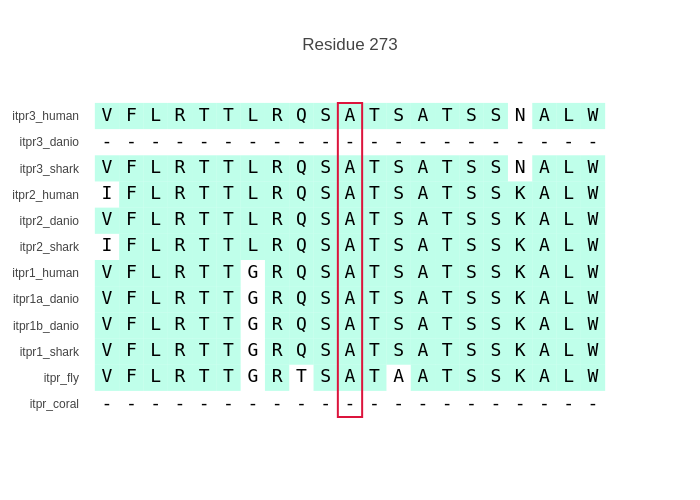 Residue 273
itpr3_human V F L R T T L R Q S A T S A T S S N A L W
itpr3_danio - - - - - - - - - - - - - - - - - - - - -
itpr3_shark V F L R T T L R Q S A T S A T S S N A L W
itpr2_human I F L R T T L R Q S A T S A T S S K A L W
itpr2_danio V F L R T T L R Q S A T S A T S S K A L W
itpr2_shark I F L R T T L R Q S A T S A T S S K A L W
itpr1_human V F L R T T G R Q S A T S A T S S K A L W
itpr1a_danio V F L R T T G R Q S A T S A T S S K A L W
itpr1b_danio V F L R T T G R Q S A T S A T S S K A L W
itpr1_shark V F L R T T G R Q S A T S A T S S K A L W
itpr_fly V F L R T T G R T S A T A A T S S K A L W
itpr_coral - - - - - - - - - - - - - - - - - - - - -